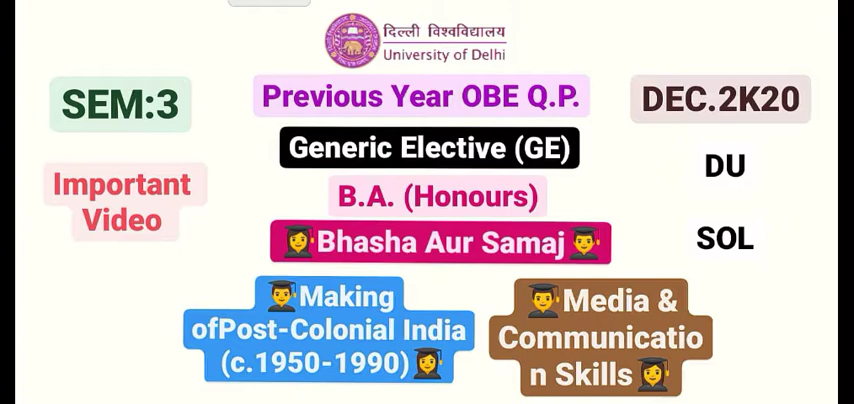 दिल्ली विश्वविद्यालय
University of Delhi
SEM:3
Previous Year OBE Q.P.
DEC.2K20
Generic Elective (GE)
DU
Important
Video
B.A. (Honours)
Bhasha Aur Samaj
SOL
Making
ofPost-Colonial India
(c.1950-1990)
Media &
Communicatio
n Skills